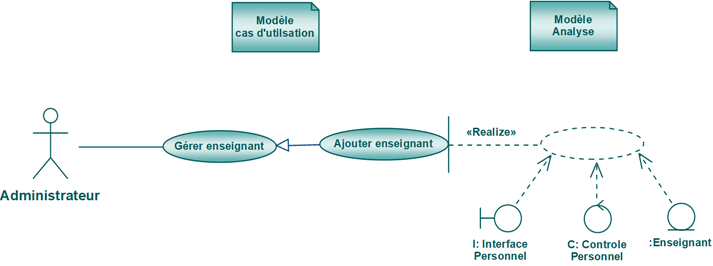 Modèle
cas d'utilsation
Modèle
Analyse
«Realize»
Gérer enseignant
Ajouter enseignant
Administrateur
I: Interface
Personnel
C: Controle
Personnel
:Enseignant